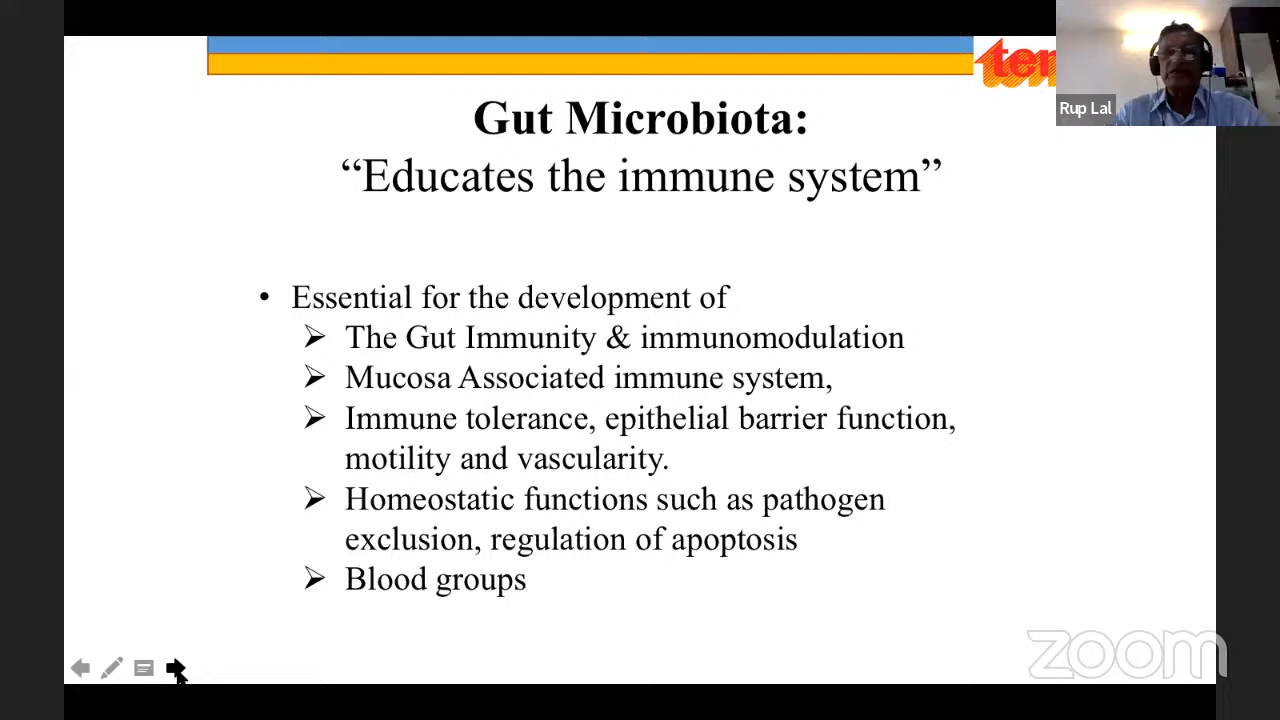 Rup Lal
Gut Microbiota:
“Educates the immune system”
• Essential for the development of
➢ The Gut Immunity & immunomodulation
➢ Mucosa Associated immune system,
➢ Immune tolerance, epithelial barrier function,
motility and vascularity.
➢ Homeostatic functions such as pathogen
exclusion, regulation of apoptosis
➢ Blood groups
zoom